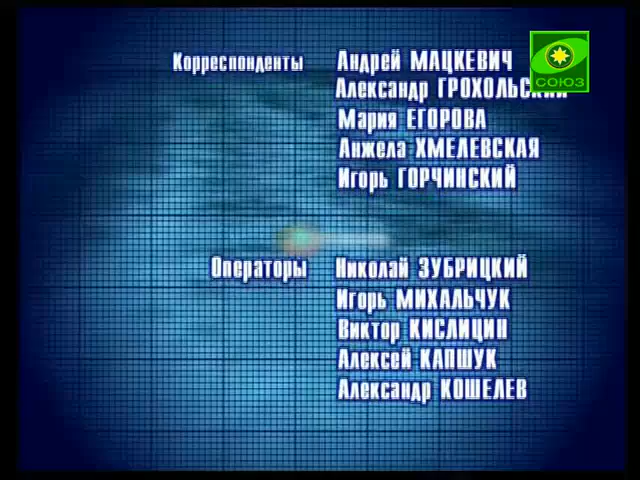 Корреспонденты Андрей МАЦКЕВИЧ
Александр ГРОХОЛЬСКИЙ
СОЮЗ
Мария ЕГОРОВА
Анжела ХМЕЛЕВСКАЯ
Игорь ГОРЧИНСКИЙ
Операторы Николай ЗУБРИЦКИЙ
Игорь МИХАЛЬЧУК
Виктор КИСЛИЦИН
Алексей КАПШУК
Александр КОШЕЛЕВ